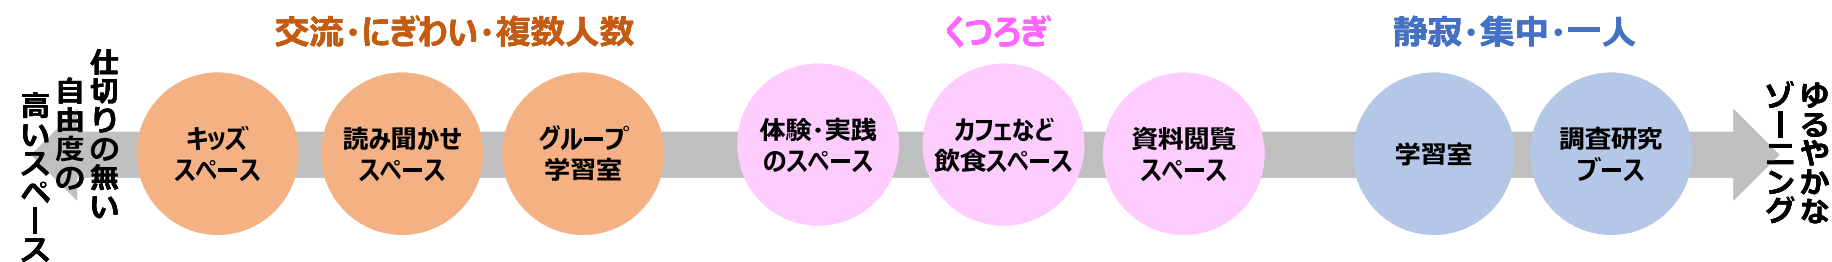 交流・にぎわい・複数人数
くつろぎ
静寂・集中・一人
仕切りの無い
自由度の
高いスペース
キッズ
スペース
読み聞かせ
スペース
グループ
学習室
体験・実践
のスペース
カフェなど
飲食スペース
資料閲覧
スペース
学習室
調査研究
ブース
ゆるやかな
ゾーニング